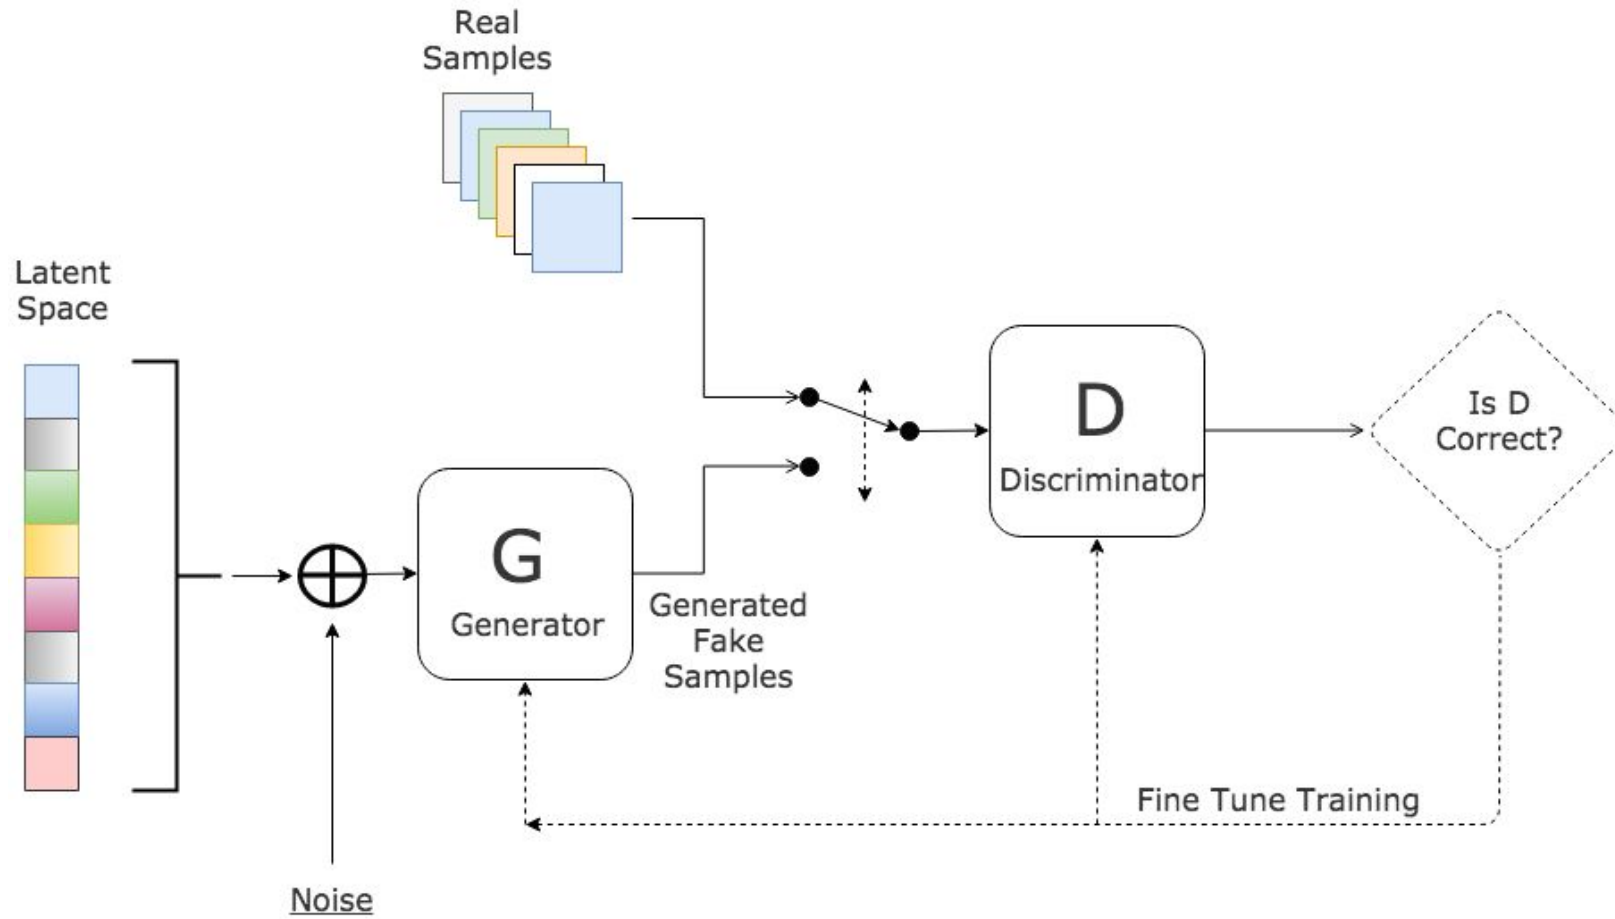 Real
Samples
Latent
Space
G
Generator
Generated
Fake
Samples
D
Discriminator
Is D
Correct?
Fine Tune Training
Noise